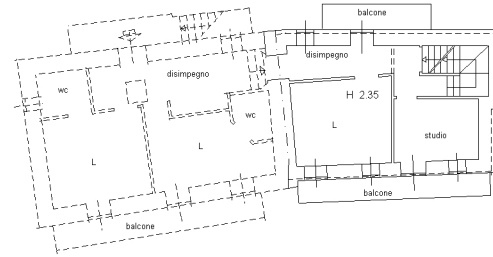 balcone
disimpegno
disimpegno
wc
H 2.35
wc
L
studio
L
L
balcone
balcone